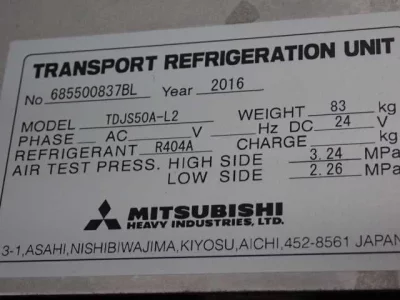 TRANSPORT REFRIGERATION UNIT
No 685500837BL Year 2016
MODEL TDJS50A-L2 WEIGHT 83 kg
PHASE AC V Hz DC 24 V
REFRIGERANT R404A CHARGE kg
AIR TEST PRESS. HIGH SIDE 3.24 MPa
LOW SIDE 2.26 MPa
MITSUBISHI
HEAVY INDUSTRIES, LTD.
3-1,ASAHI,NISHIBIWAJIMA,KIYOSU,AICHI,452-8561 JAPAN